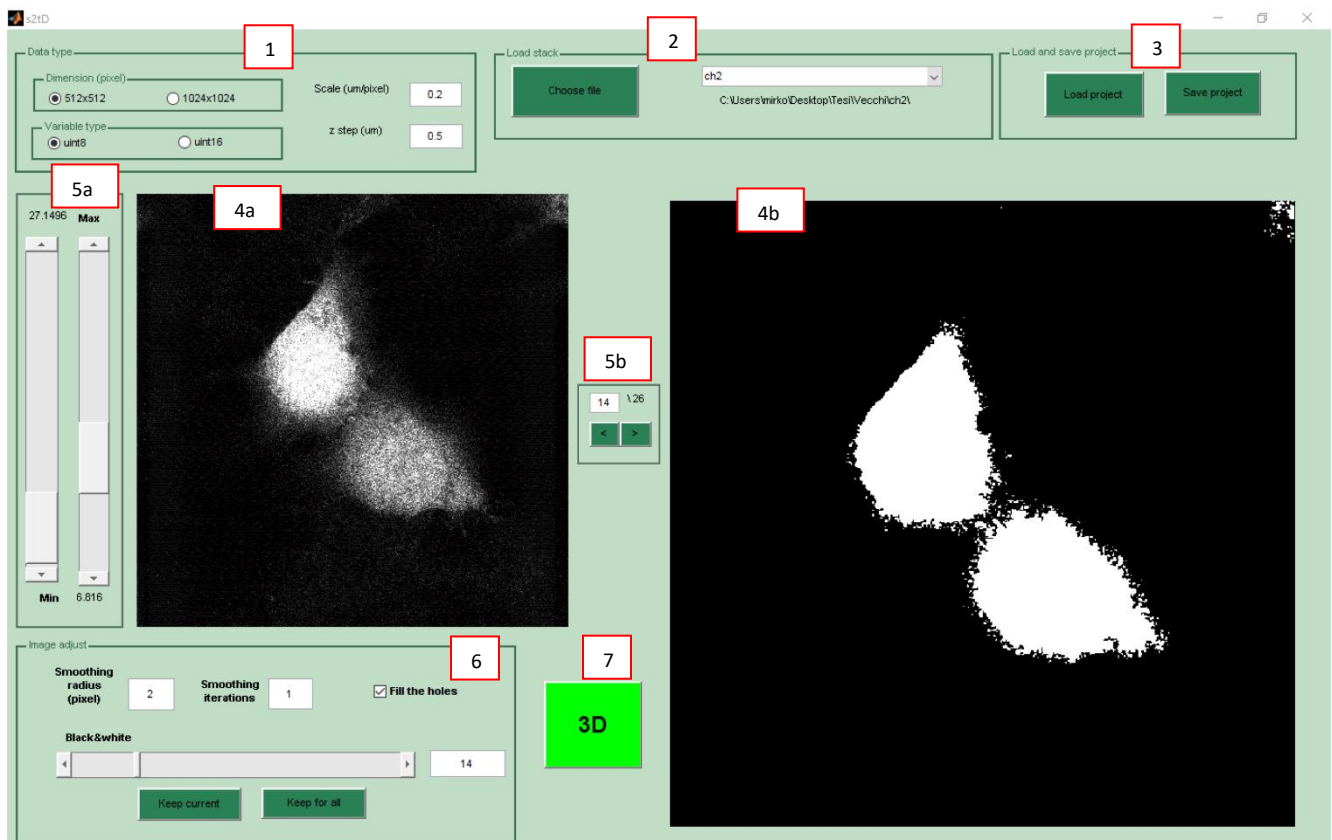 s2tD
1
2
3
Data type
Load stack
Load and save project
Dimension (pixel)
512x512
1024x1024
Scale (um/pixel)
0.2
Choose file
ch2
C:\Users\mirko\Desktop\Tesi\Vecchi\ch2\
Load project
Save project
Variable type
uint8
uint16
z step (um)
0.5
5a
4a
4b
27.1496
Max
5b
14
\ 26
<
>
Min
6.816
Image adjust
6
7
Smoothing
radius
(pixel)
2
Smoothing
iterations
1
Fill the holes
3D
Black&white
14
Keep current
Keep for all